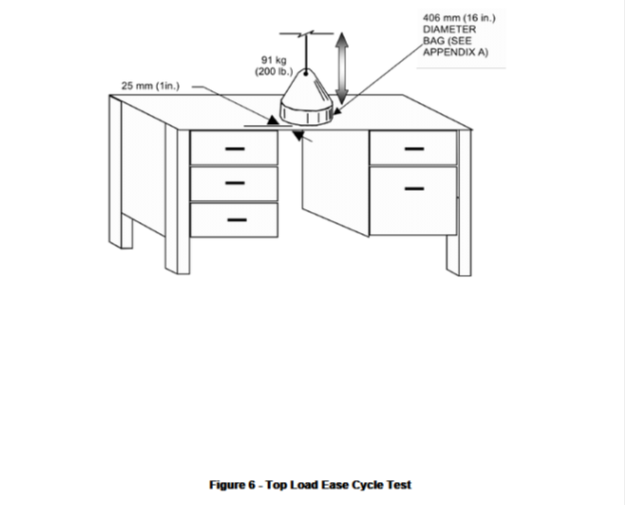 406 mm (16 in.)
DIAMETER
BAG (SEE
APPENDIX A)
91 kg
(200 lb.)
25 mm (1in.)
Figure 6 - Top Load Ease Cycle Test